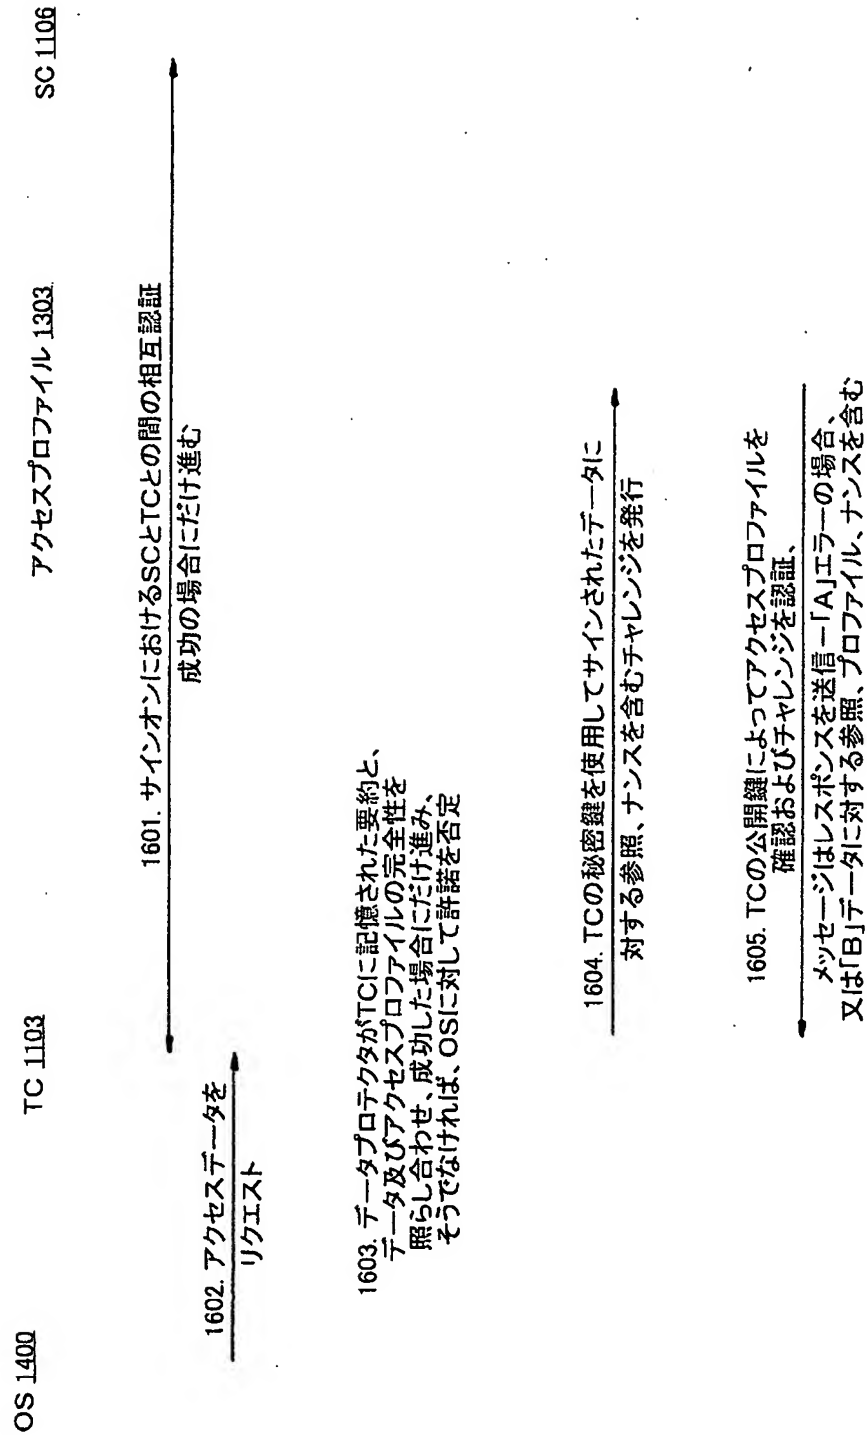 OS 1400
TC 1103
アクセスプロファイル 1303
SC 1106
1601. サインオンにおけるSCとTCとの間の相互認証
成功の場合にだけ進む
1602. アクセスデータを
リクエスト
1603. データプロテクタがTCに記憶された要約と、
データ及びアクセスプロファイルの完全性を
照らし合わせ、成功した場合にだけ進み、
そうでなければ、OSに対して許諾を否定
1604. TCの秘密鍵を使用してサインされたデータに
対する参照、ナンスを含むチャレンジを発行
1605. TCの公開鍵によってアクセスプロファイルを
確認およびチャレンジを認証、
メッセージはレスポンスを送信－「A」エラーの場合、
又は「B」データに対する参照、プロファイル、ナンスを含む